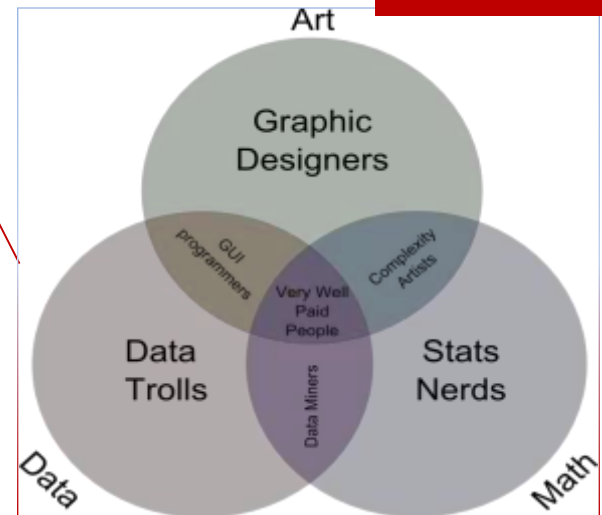 Art
Graphic
Designers
GUI
programmers
Complexity
Artists
Very Well
Paid
People
Data
Trolls
Data Miners
Stats
Nerds
Data
Math